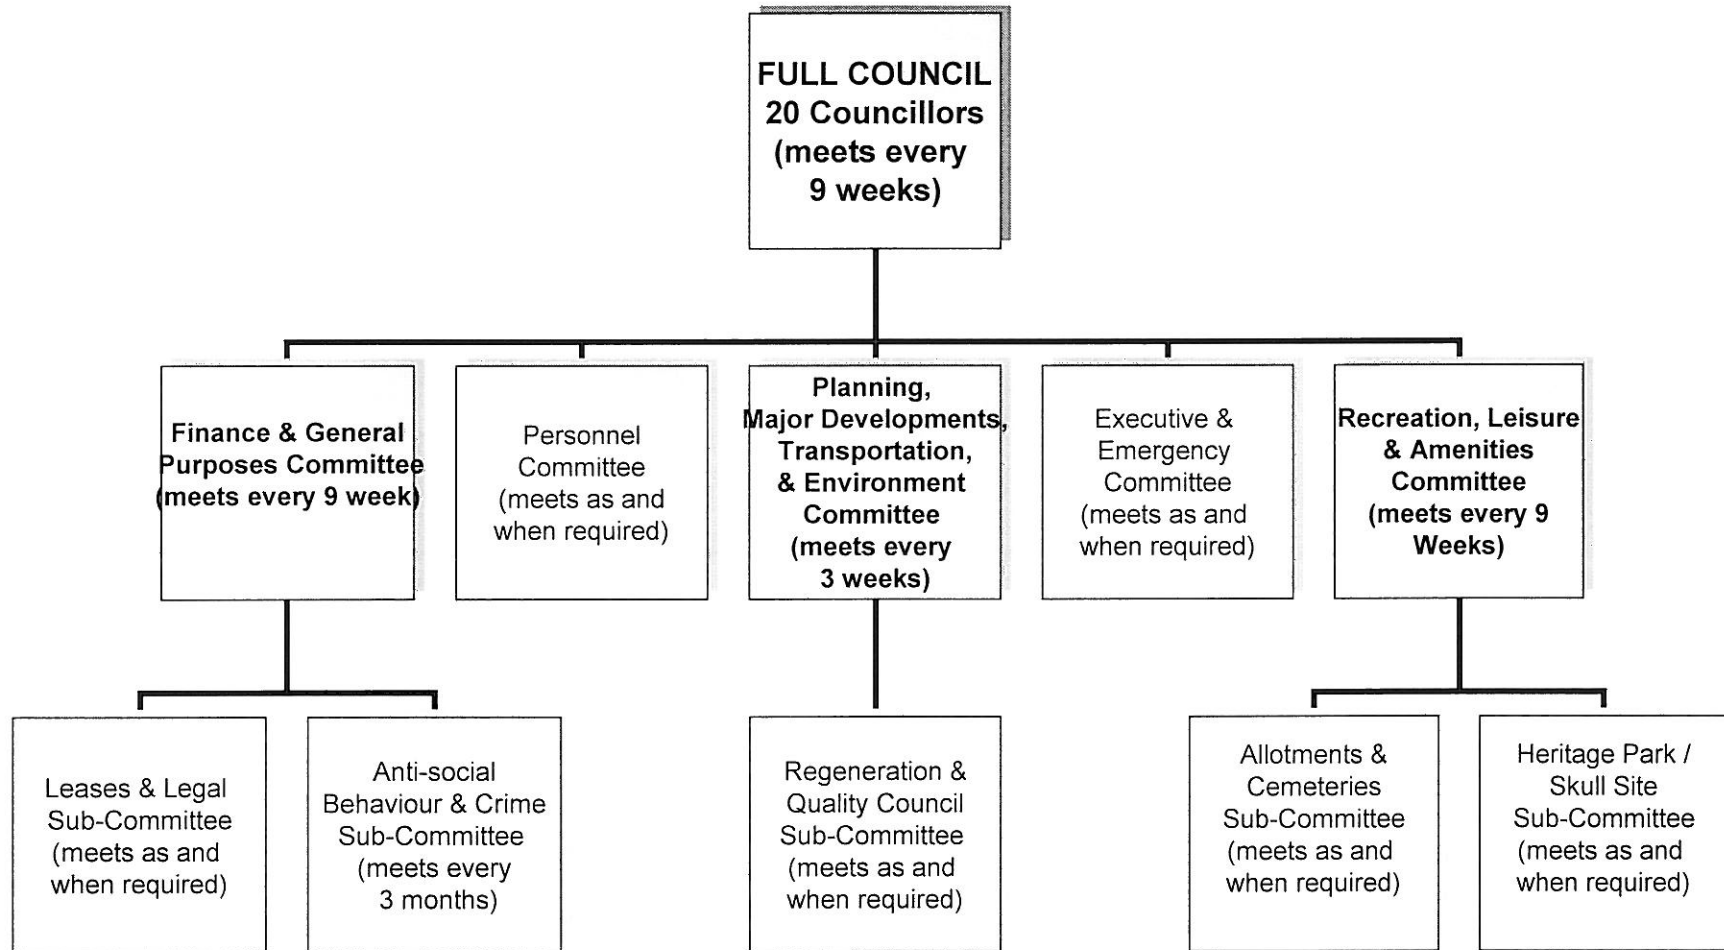 FULL COUNCIL
20 Councillors
(meets every
9 weeks)
Finance & General
Purposes Committee
(meets every 9 week)
Personnel
Committee
(meets as and
when required)
Planning,
Major Developments,
Transportation,
& Environment
Committee
(meets every
3 weeks)
Executive &
Emergency
Committee
(meets as and
when required)
Recreation, Leisure
& Amenities
Committee
(meets every 9
Weeks)
Leases & Legal
Sub-Committee
(meets as and
when required)
Anti-social
Behaviour & Crime
Sub-Committee
(meets every
3 months)
Regeneration &
Quality Council
Sub-Committee
(meets as and
when required)
Allotments &
Cemeteries
Sub-Committee
(meets as and
when required)
Heritage Park /
Skull Site
Sub-Committee
(meets as and
when required)